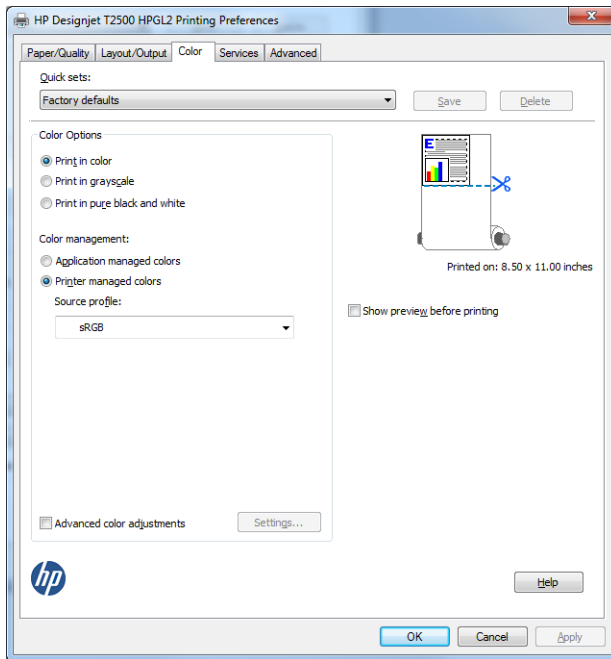 HP Designjet T2500 HPGL2 Printing Preferences
Paper/Quality Layout/Output Color Services Advanced
Quick sets:
Factory defaults
Save Delete
Color Options
Print in color
Print in grayscale
Print in pure black and white
Color management:
Application managed colors
Printer managed colors
Source profile:
sRGB
Advanced color adjustments
Settings...
E
Printed on: 8.50 x 11.00 inches
Show preview before printing
hp
Help
OK Cancel Apply